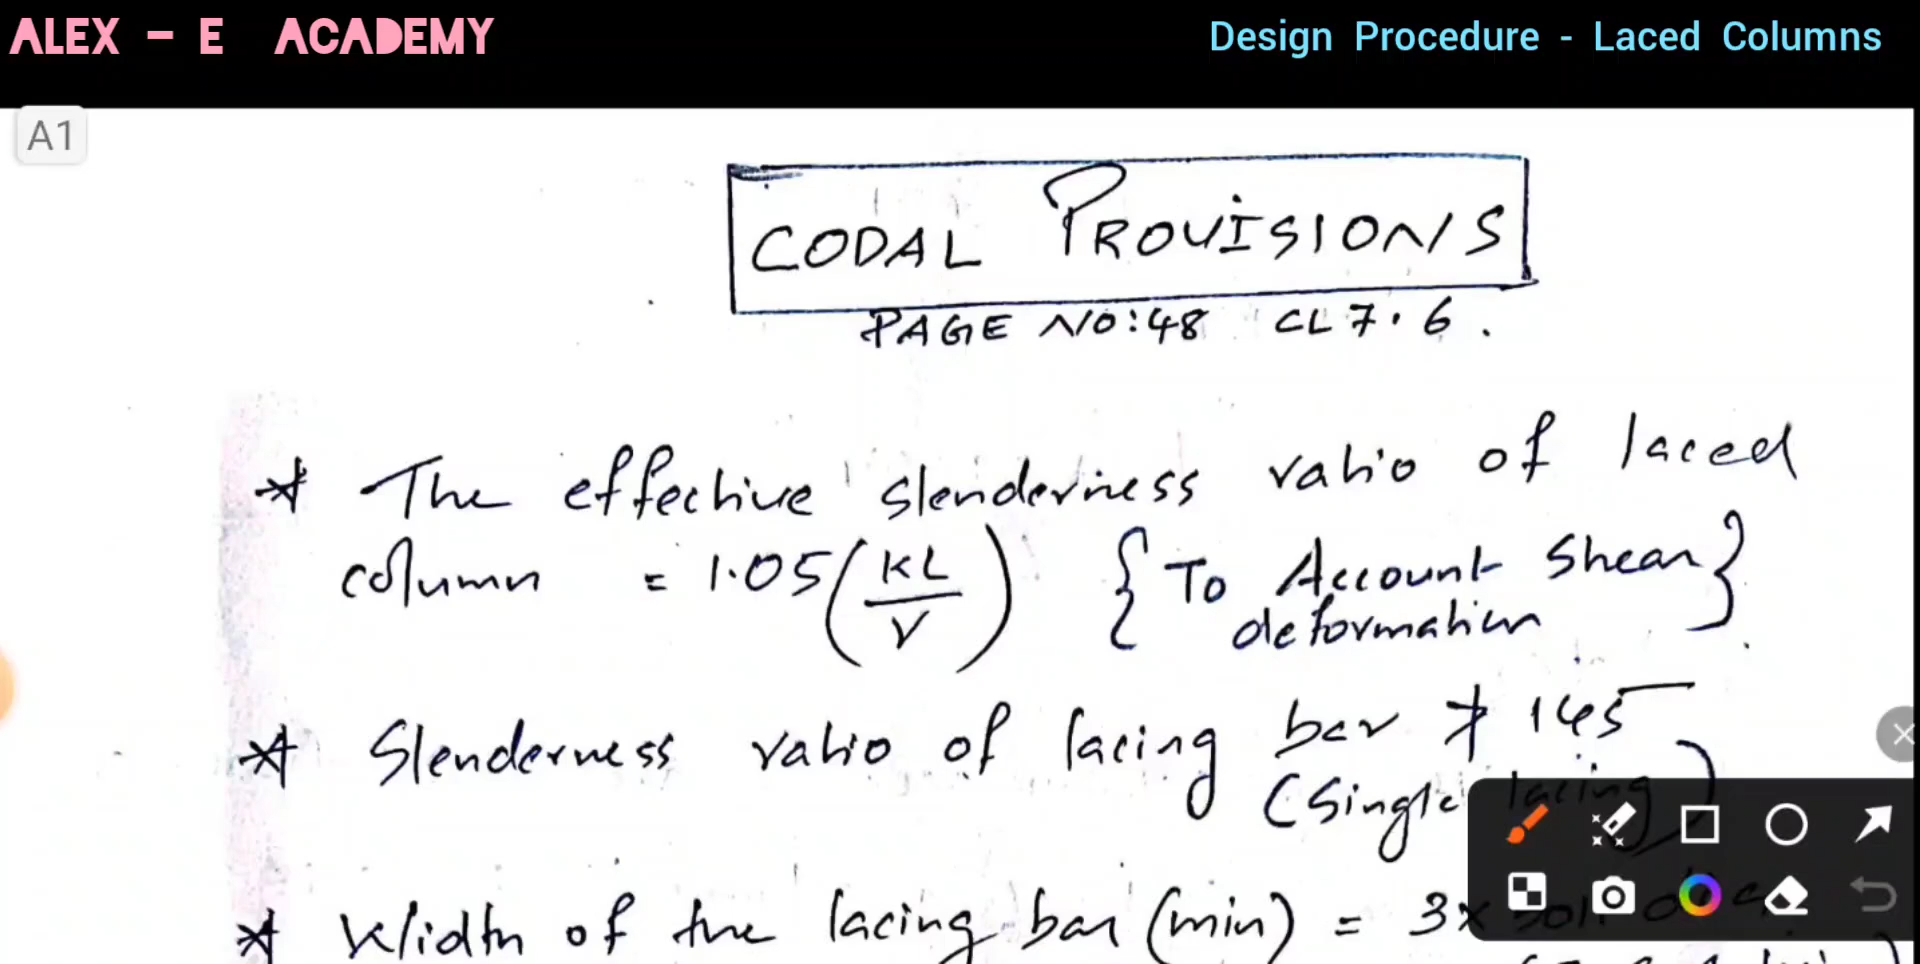 ALEX - E ACADEMY
Design Procedure - Laced Columns
A1
CODAL PROVISIONS
PAGE NO:48 CL 7.6.
* The effective slenderness ratio of laced
column = 1.05 (KL/r) {To Account Shear deformation}.
* Slenderness ratio of lacing bar ≯ 145
(Single lacing)
* Width of the lacing bar (min) = 3x